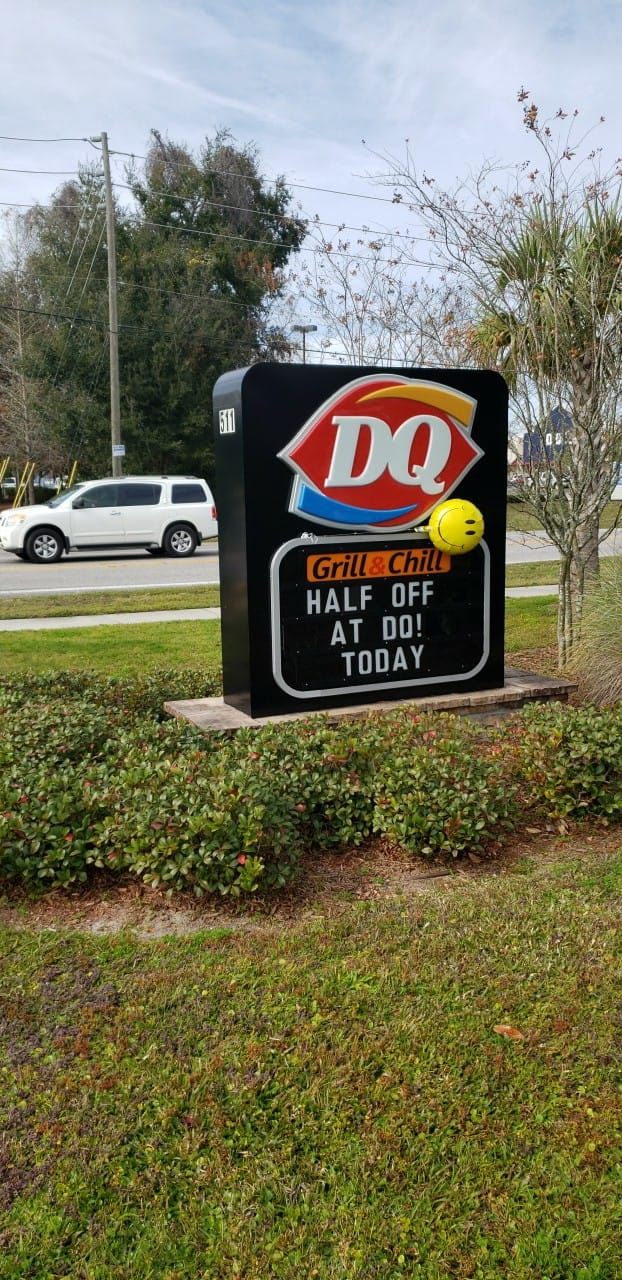 511
DQ
Grill & Chill
HALF OFF
AT DQ!
TODAY